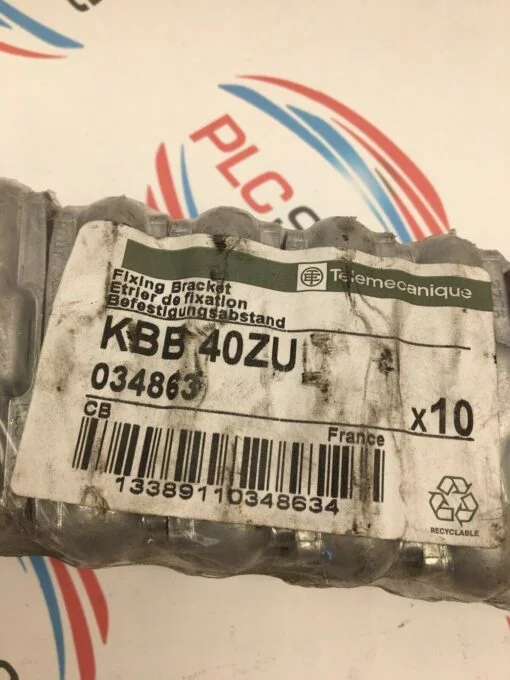 PLC
Telemecanique
Fixing Bracket
Etrier de fixation
Befestigungsabstand
KBB 40ZU
034863
x10
CB
France
13389110348634
RECYCLABLE